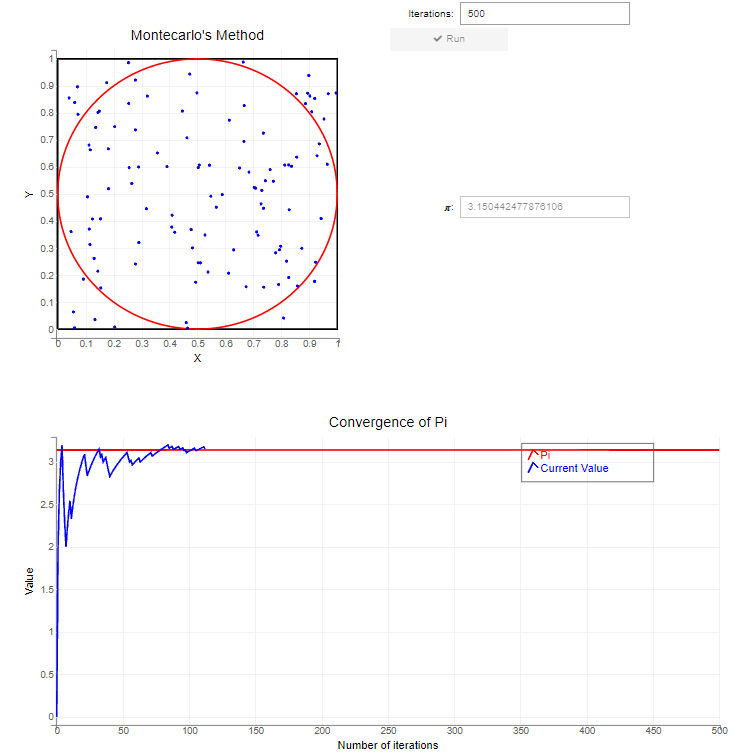 Iterations: 500
✔ Run
Montecarlo's Method
1
0.9
0.8
0.7
0.6
0.5
0.4
0.3
0.2
0.1
0
Y
0 0.1 0.2 0.3 0.4 0.5 0.6 0.7 0.8 0.9 1
X
π: 3.150442477876106
Convergence of Pi
3
2.5
2
1.5
1
0.5
0
Value
Pi
Current Value
0 50 100 150 200 250 300 350 400 450 500
Number of iterations